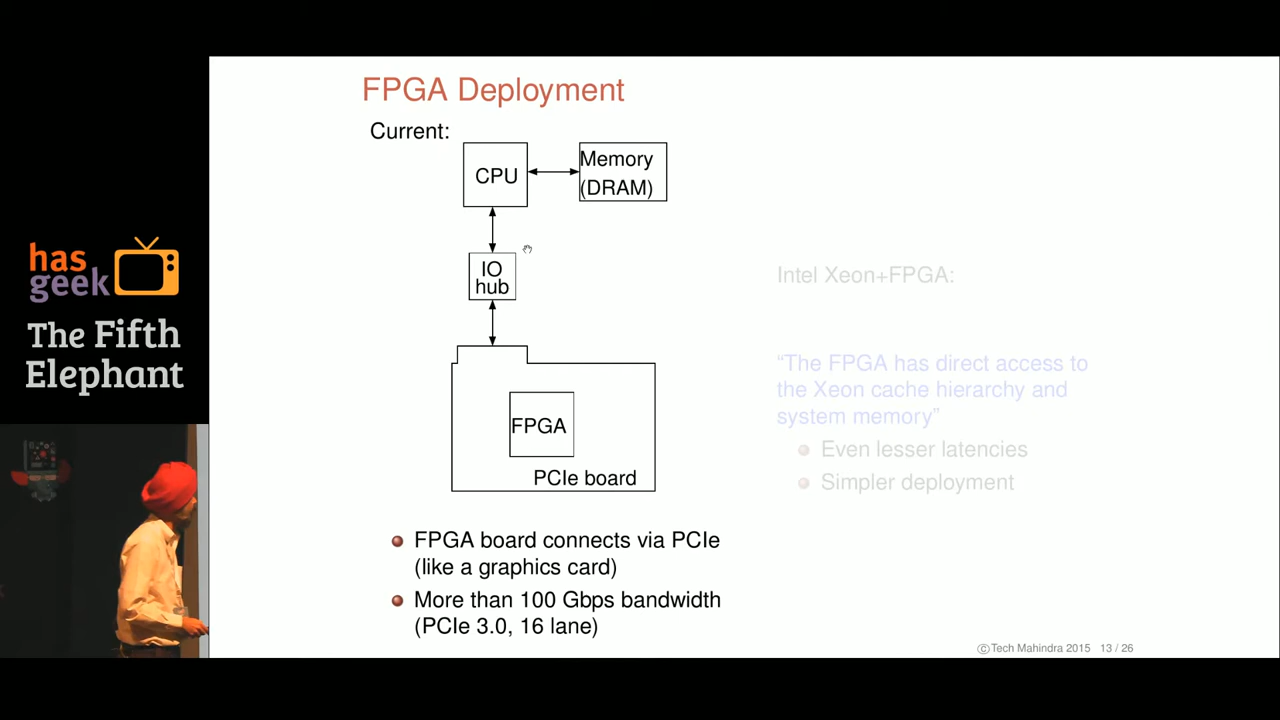 has
geek
The Fifth
Elephant
FPGA Deployment
Current:
CPU
Memory
(DRAM)
IO
hub
FPGA
PCIe board
FPGA board connects via PCIe
(like a graphics card)
More than 100 Gbps bandwidth
(PCIe 3.0, 16 lane)
Intel Xeon+FPGA:
“The FPGA has direct access to
the Xeon cache hierarchy and
system memory”
Even lesser latencies
Simpler deployment
©Tech Mahindra 2015 13 / 26